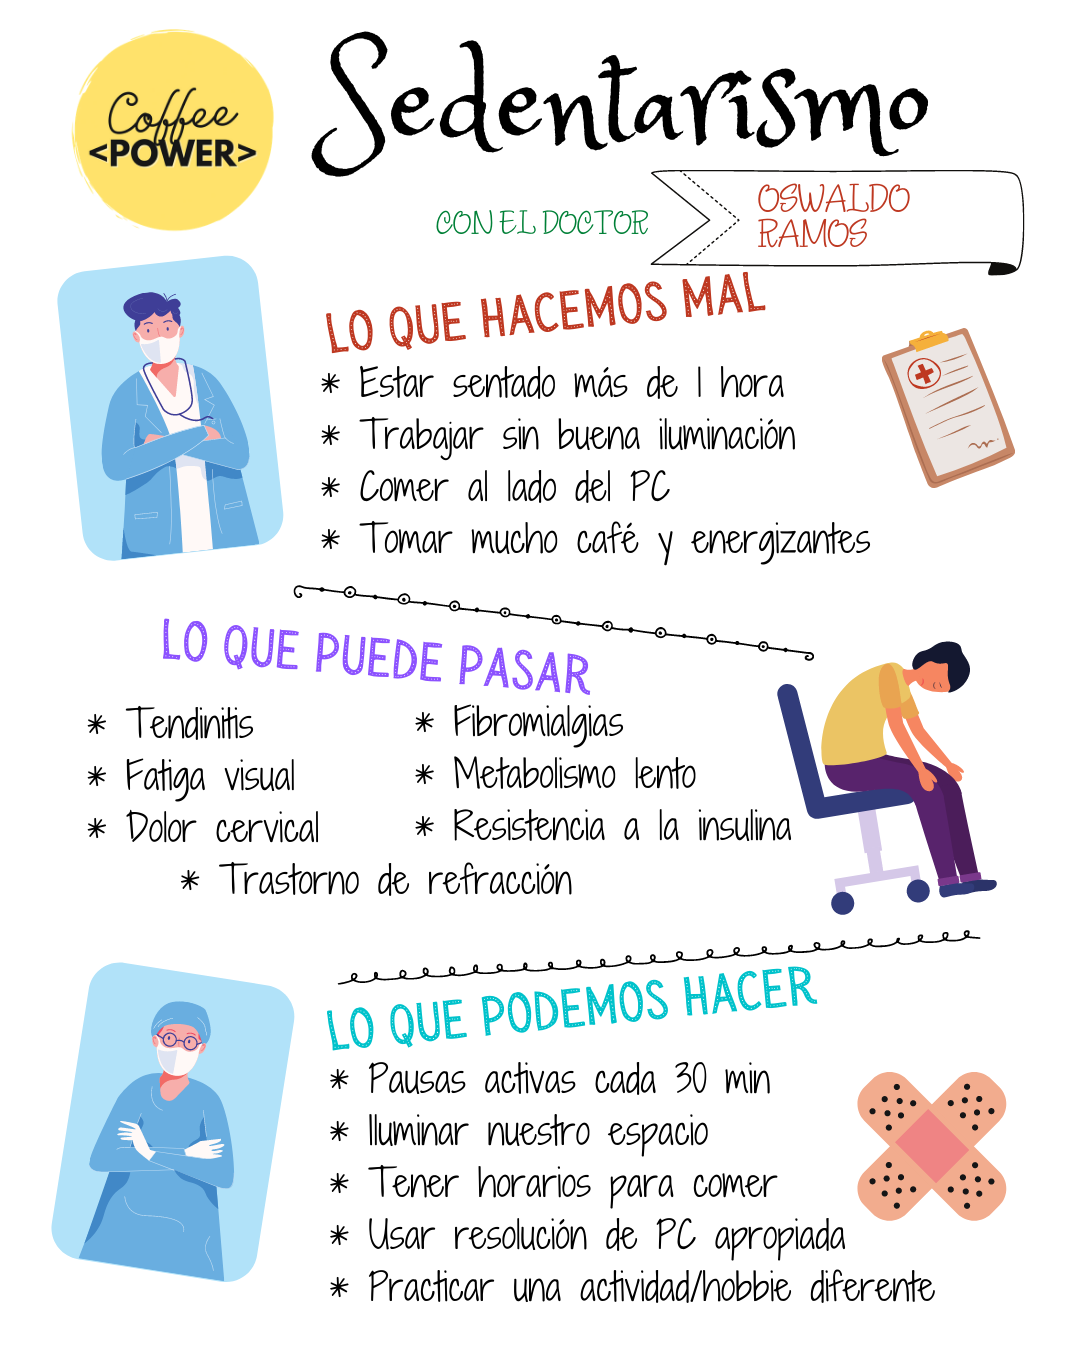 Coffee
<POWER>
Sedentarismo
CON EL DOCTOR
OSWALDO
RAMOS
LO QUE HACEMOS MAL
* Estar sentado más de 1 hora
* Trabajar sin buena iluminación
* Comer al lado del PC
* Tomar mucho café y energizantes
LO QUE PUEDE PASAR
* Tendinitis
* Fatiga visual
* Dolor cervical
* Fibromialgias
* Metabolismo lento
* Resistencia a la insulina
* Trastorno de refracción
LO QUE PODEMOS HACER
* Pausas activas cada 30 min
* Iluminar nuestro espacio
* Tener horarios para comer
* Usar resolución de PC apropiada
* Practicar una actividad/hobbie diferente